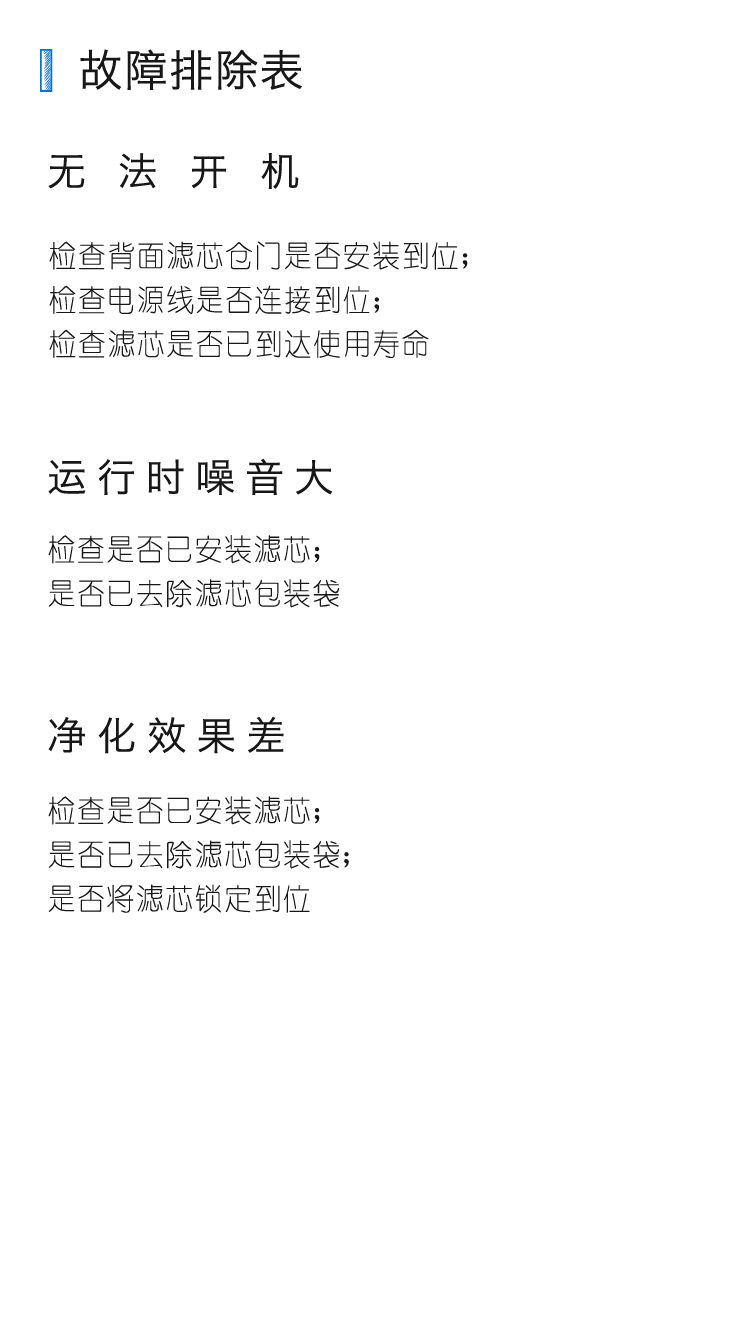 故障排除表
无法开机
检查背面滤芯仓门是否安装到位；
检查电源线是否连接到位；
检查滤芯是否已到达使用寿命
运行时噪音大
检查是否已安装滤芯；
是否已去除滤芯包装袋
净化效果差
检查是否已安装滤芯；
是否已去除滤芯包装袋；
是否将滤芯锁定到位